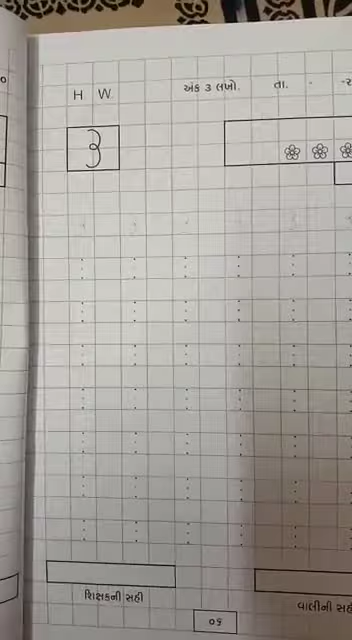 H. W. અંક ૩ લખો. તા.
૩
શિક્ષકની સહી
વાલીની સહી
૦૬